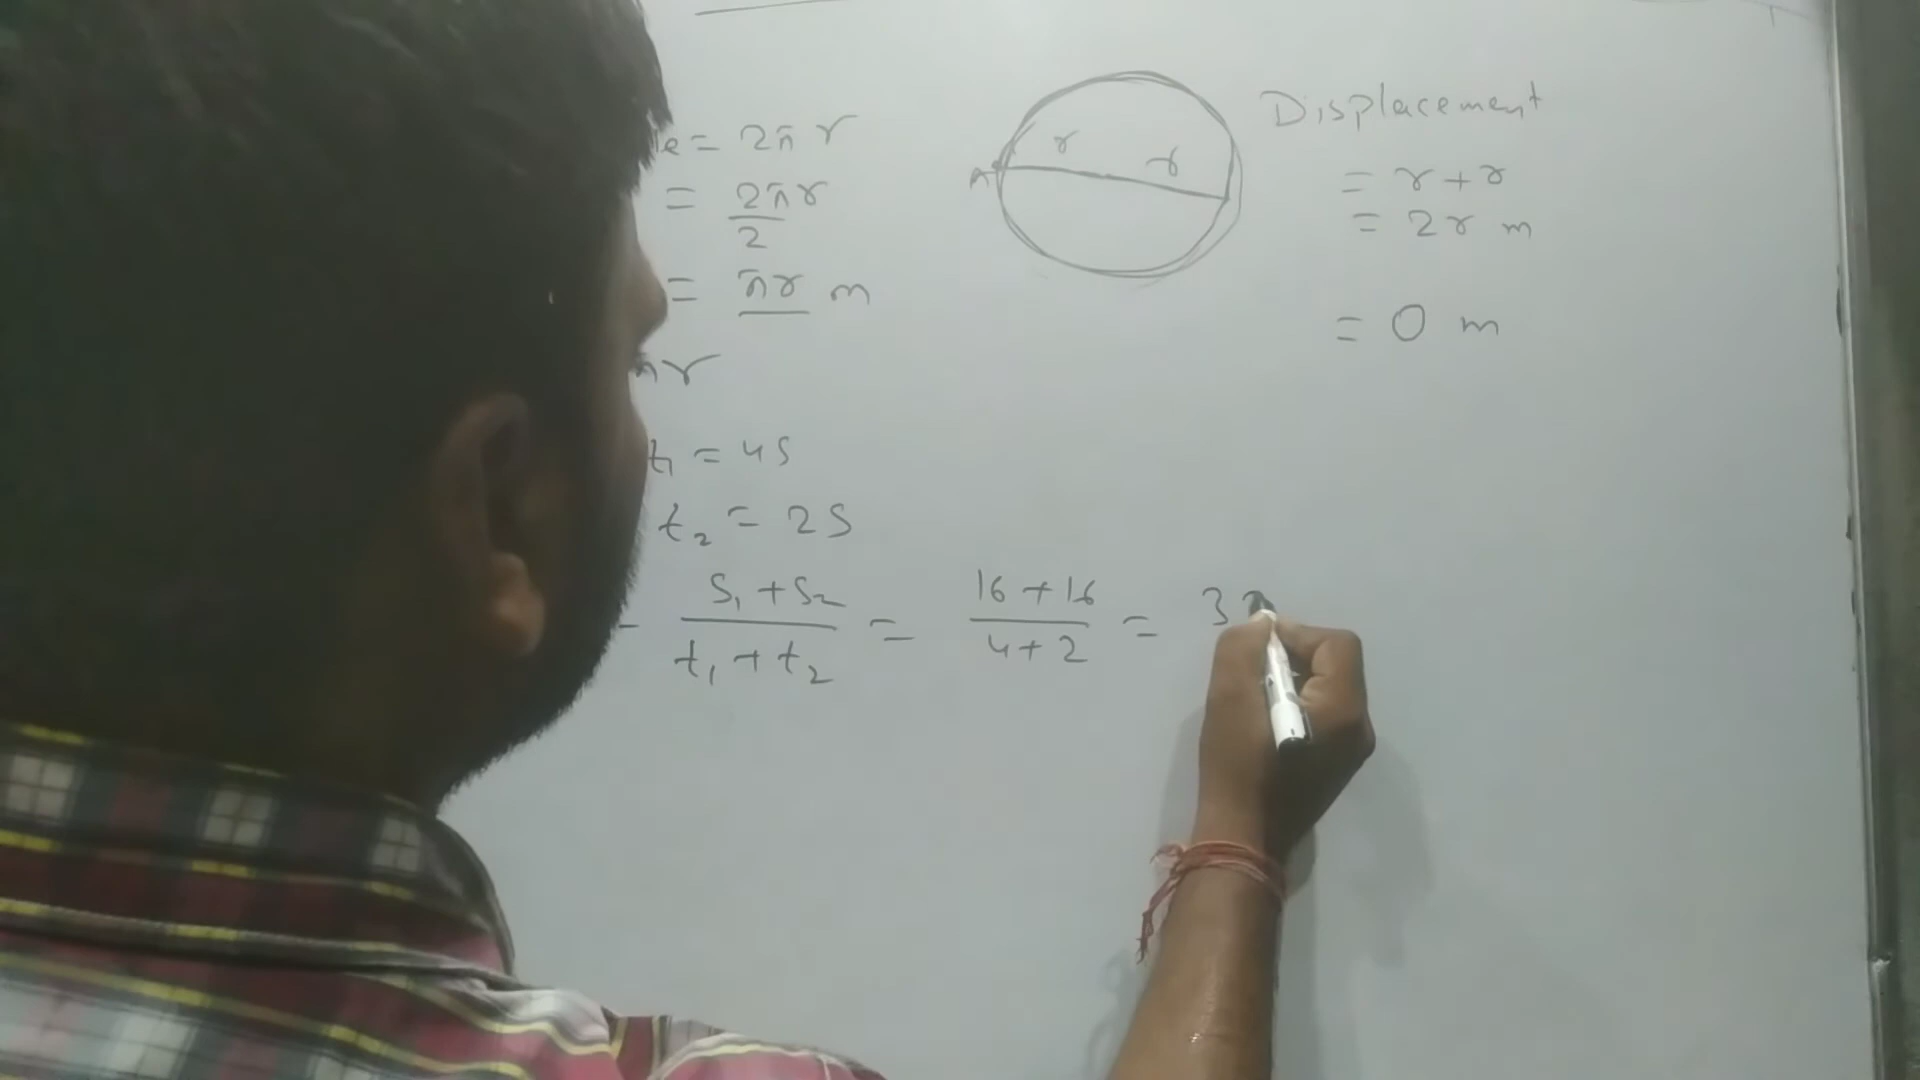 = 2πr
= 2πr/2
= πr m
πr
A r r
Displacement
= r+r
= 2r m
= 0 m
t₁ = 4s
t₂ = 2s
(s₁+s₂)/(t₁+t₂) = (16+16)/(4+2) = 3